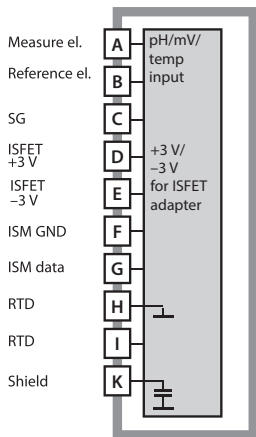 Measure el.
A
pH/mV/
temp
input
Reference el.
B
SG
C
ISFET
+3 V
D
+3 V/
–3 V
for ISFET
adapter
ISFET
–3 V
E
ISM GND
F
ISM data
G
RTD
H
RTD
I
Shield
K